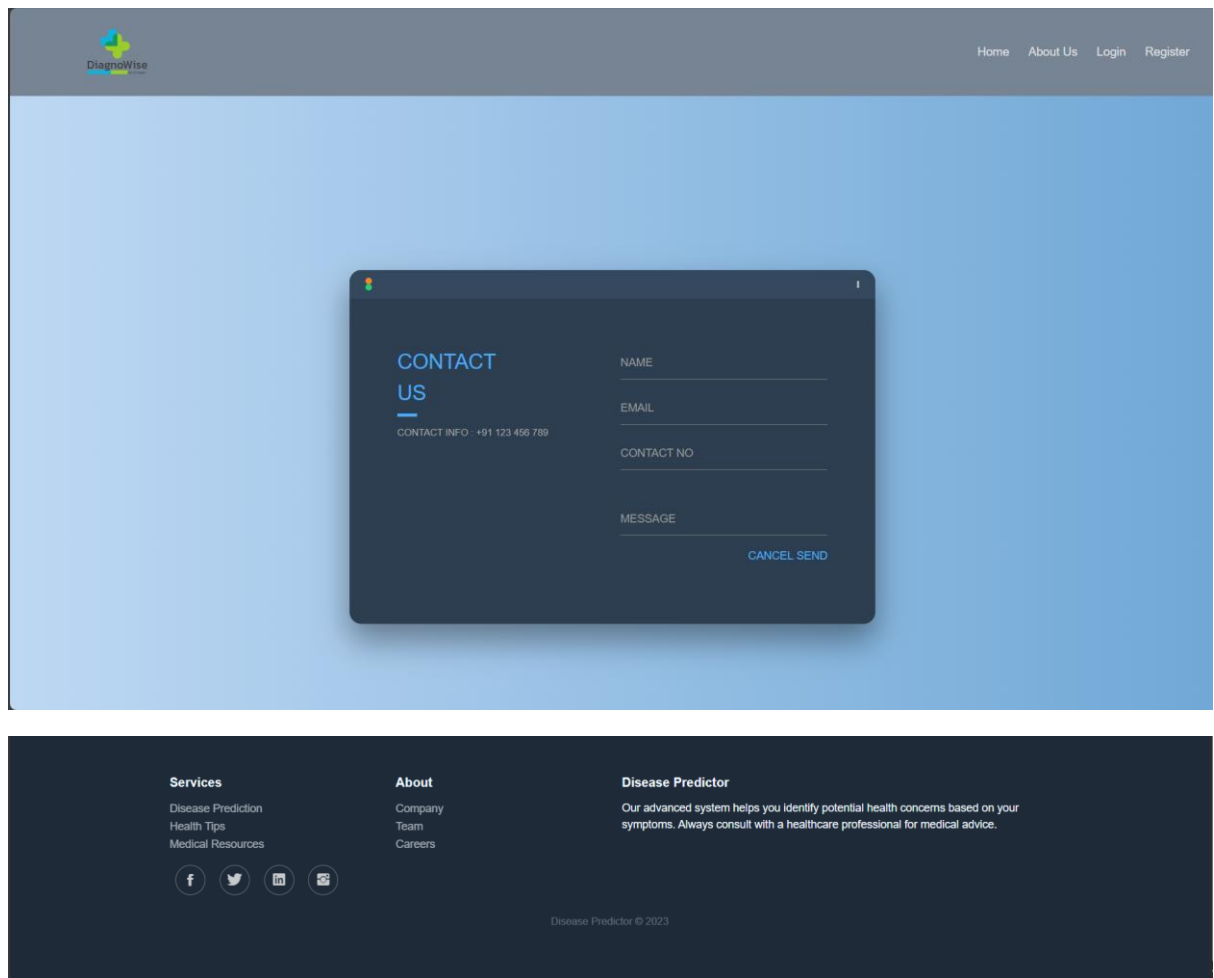 DiagnoWise
Home About Us Login Register
CONTACT
US
CONTACT INFO : +91 123 456 789
NAME
EMAIL
CONTACT NO
MESSAGE
CANCEL SEND
Services
Disease Prediction
Health Tips
Medical Resources
About
Company
Team
Careers
Disease Predictor
Our advanced system helps you identify potential health concerns based on your
symptoms. Always consult with a healthcare professional for medical advice.
Disease Predictor © 2023